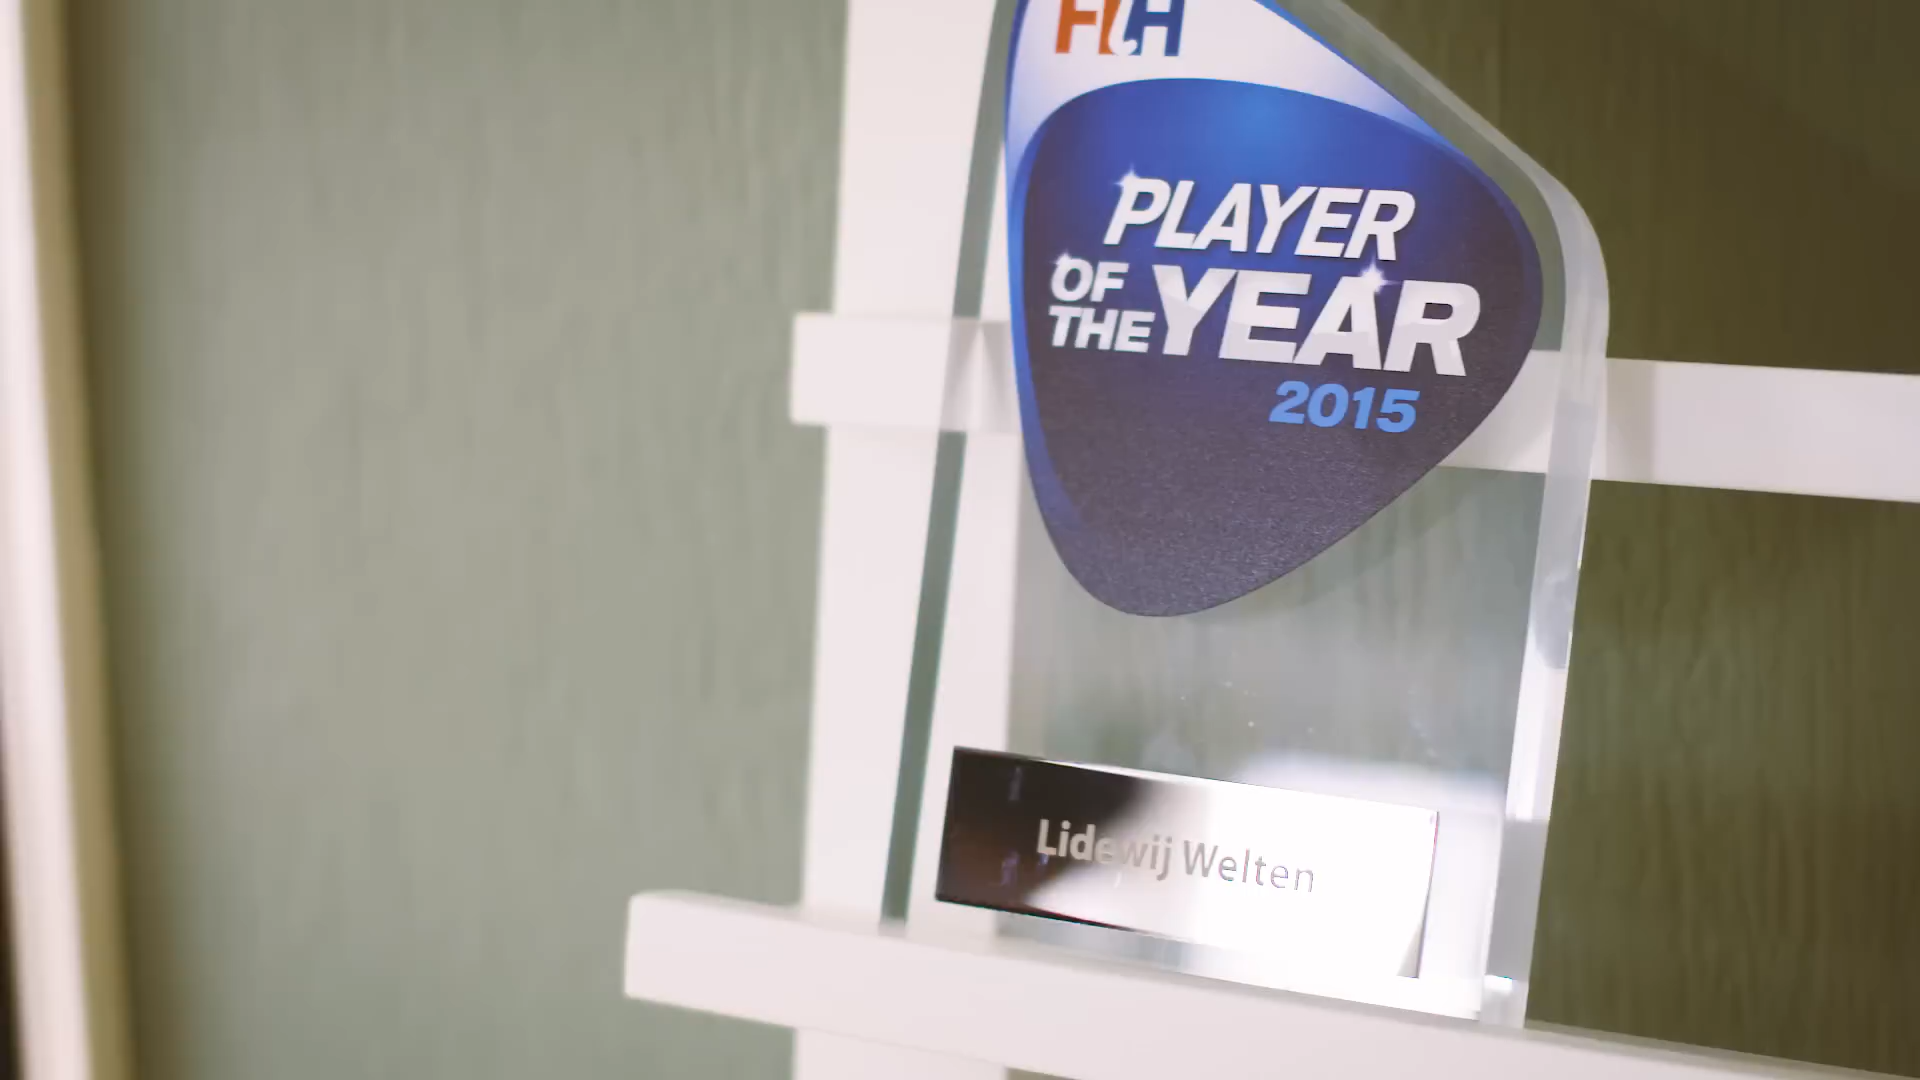 FIH
PLAYER
OF THE YEAR
2015
Lidewij Welten